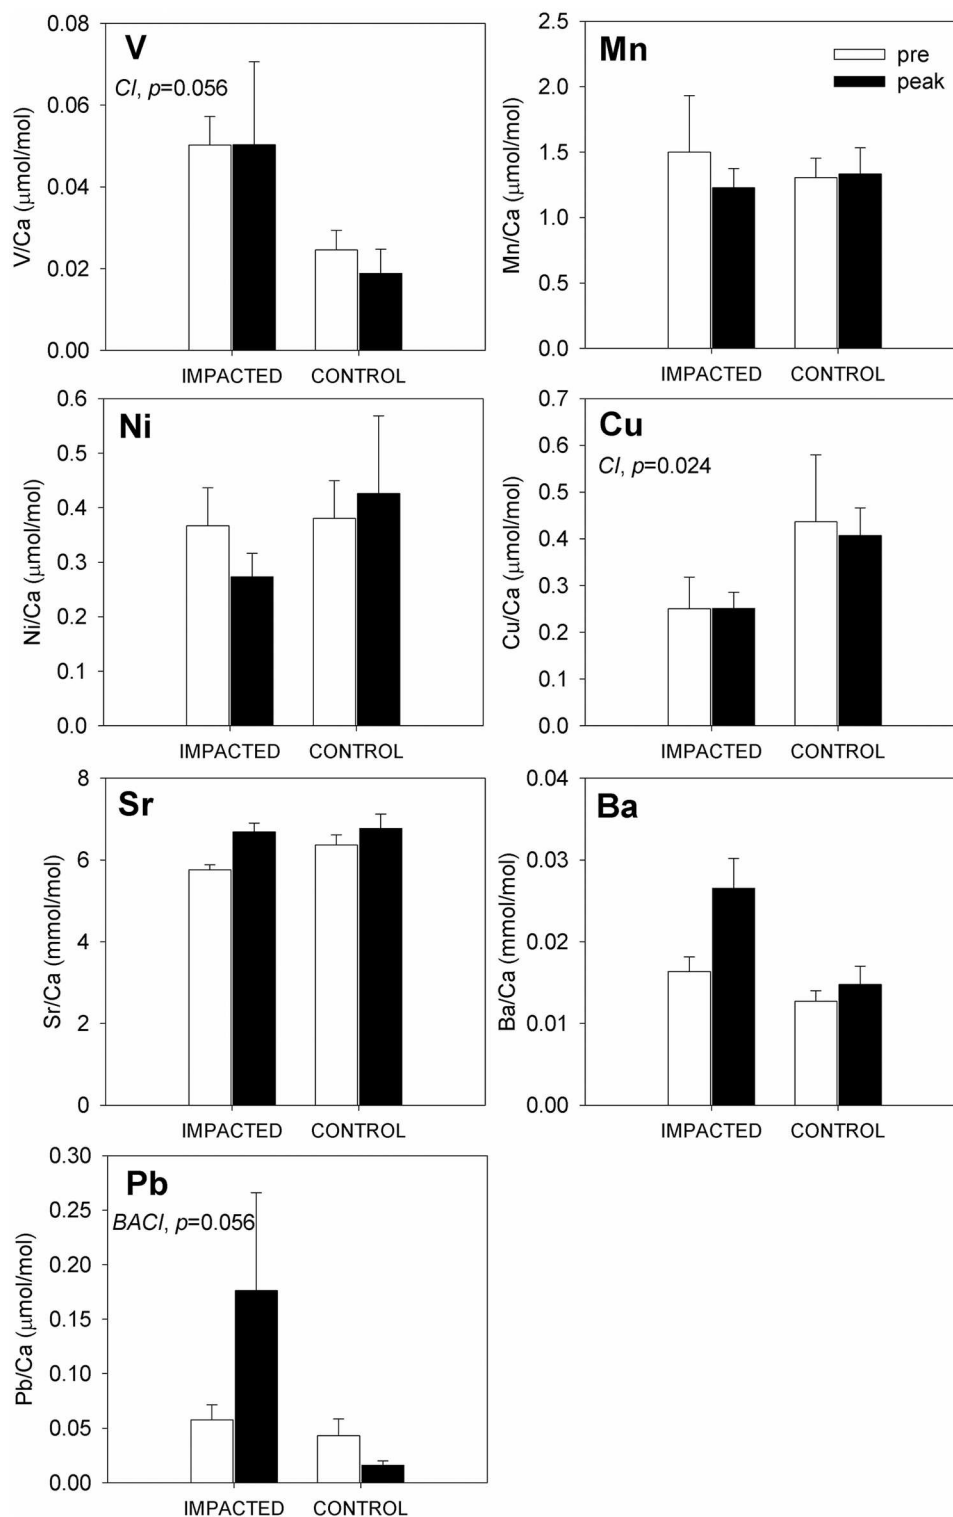 V
CI, p=0.056
V/Ca (μmol/mol)
0.08
0.06
0.04
0.02
0.00
IMPACTED CONTROL
Mn
pre
peak
Mn/Ca (μmol/mol)
2.5
2.0
1.5
1.0
0.5
0.0
IMPACTED CONTROL
Ni
Ni/Ca (μmol/mol)
0.6
0.5
0.4
0.3
0.2
0.1
0.0
IMPACTED CONTROL
Cu
CI, p=0.024
Cu/Ca (μmol/mol)
0.7
0.6
0.5
0.4
0.3
0.2
0.1
0.0
IMPACTED CONTROL
Sr
Sr/Ca (mmol/mol)
8
6
4
2
0
IMPACTED CONTROL
Ba
Ba/Ca (mmol/mol)
0.04
0.03
0.02
0.01
0.00
IMPACTED CONTROL
Pb
BACI, p=0.056
Pb/Ca (μmol/mol)
0.30
0.25
0.20
0.15
0.10
0.05
0.00
IMPACTED CONTROL